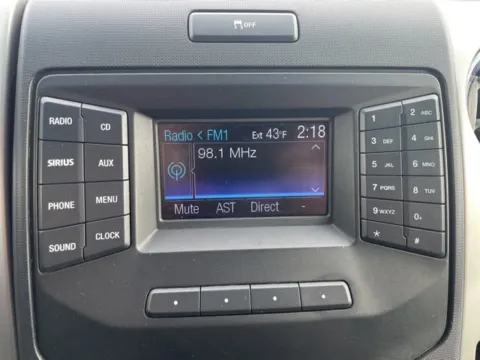 OFF
RADIO
CD
SIRIUS
AUX
PHONE
MENU
SOUND
CLOCK
Radio < FM1 Ext 43°F 2:18
98.1 MHz
Mute AST Direct -
1
2 ABC
3 DEF
4 GHI
5 JKL
6 MNO
7 PQRS
8 TUV
9 WXYZ
0+
*
#